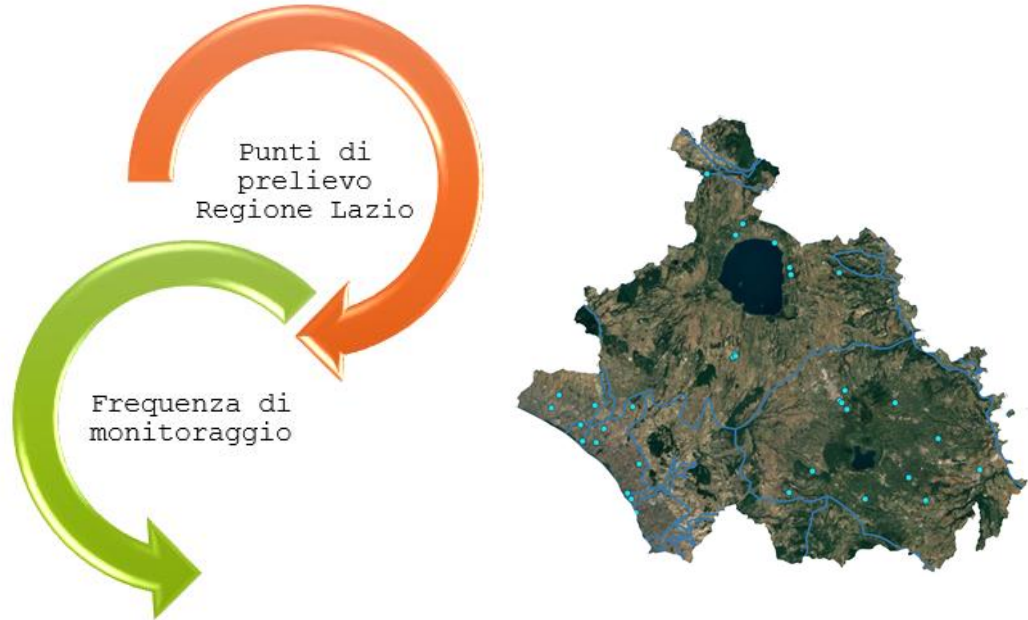 Punti di
prelievo
Regione Lazio
Frequenza di
monitoraggio